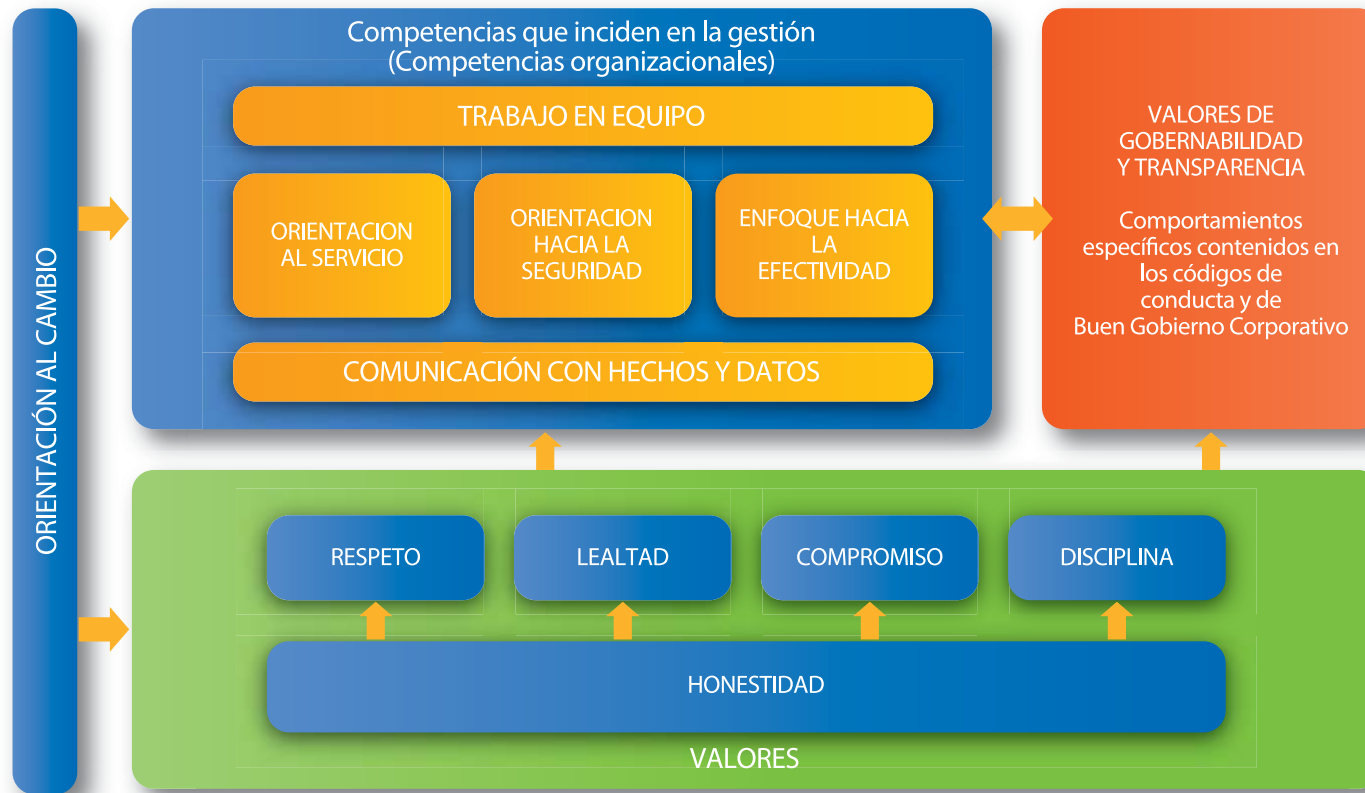 ORIENTACIÓN AL CAMBIO
Competencias que inciden en la gestión
(Competencias organizacionales)
TRABAJO EN EQUIPO
ORIENTACION
AL SERVICIO
ORIENTACION
HACIA LA
SEGURIDAD
ENFOQUE HACIA
LA
EFECTIVIDAD
COMUNICACIÓN CON HECHOS Y DATOS
VALORES DE
GOBERNABILIDAD
Y TRANSPARENCIA
Comportamientos
específicos contenidos en
los códigos de
conducta y de
Buen Gobierno Corporativo
RESPETO
LEALTAD
COMPROMISO
DISCIPLINA
HONESTIDAD
VALORES